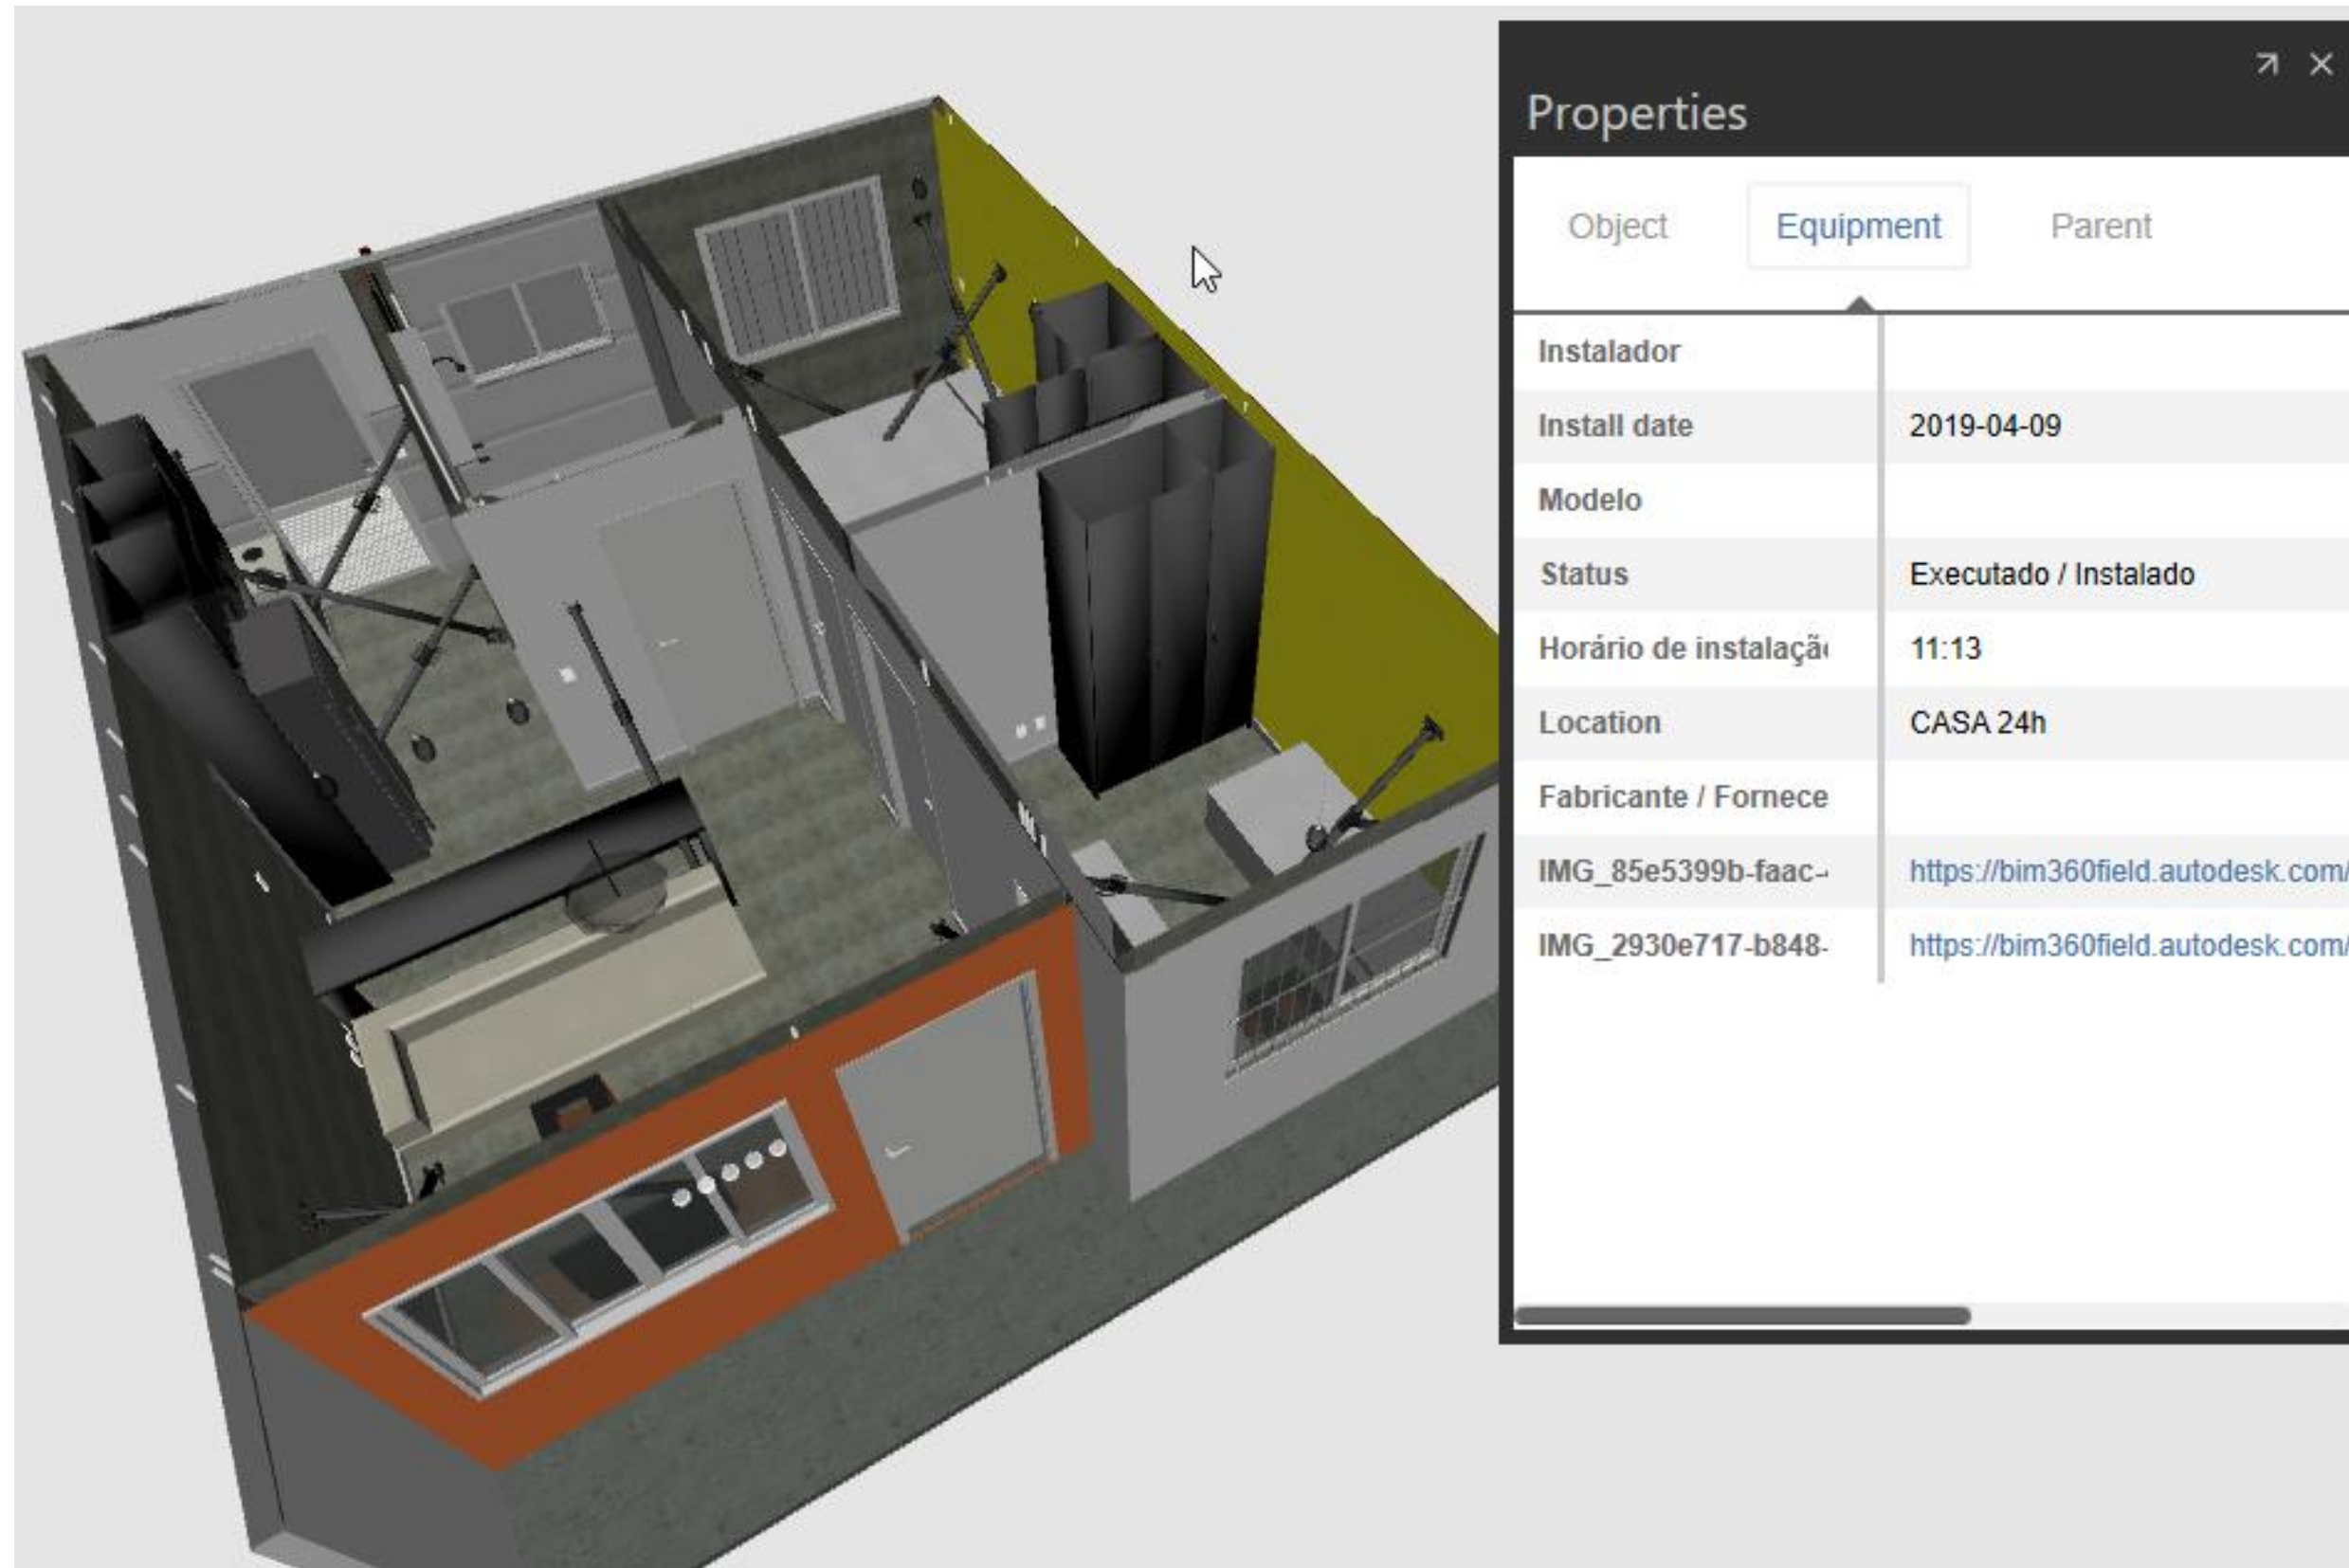 Properties
Object Equipment Parent
Instalador
Install date 2019-04-09
Modelo
Status Executado / Instalado
Horário de instalaçã
Location CASA 24h
11:13
Fabricante / Fornece
IMG_85e5399b-faac- https://bim360field.autodesk.com/
IMG_2930e717-b848- https://bim360field.autodesk.com/